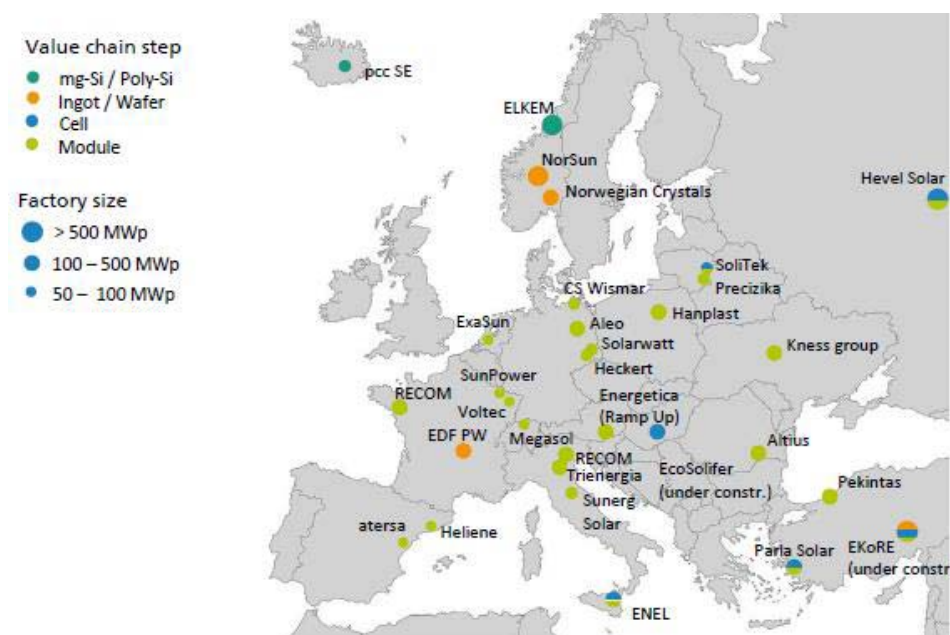 Value chain step
mg-Si / Poly-Si
Ingot / Wafer
Cell
Module
Factory size
> 500 MWp
100 – 500 MWp
50 – 100 MWp
pcc SE
ELKEM
NorSun
Norwegian Crystals
Hevel Solar
SoliTek
Precizika
CS Wismar
Hanplast
ExaSun
Aleo
Solarwatt
Heckert
Kness group
SunPower
RECOM
Voltec
Energetica
(Ramp Up)
EDF PW
Megasol
RECOM
Trienergia
EcoSolifer
(under constr.)
Altius
Sunerg
Solar
Pekintas
atersa
Heliene
Parla Solar
EKoRE
(under constr
ENEL